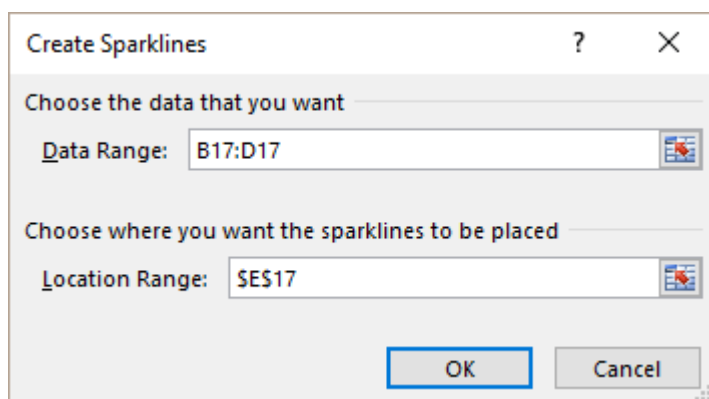 Create Sparklines ?
Choose the data that you want
Data Range: B17:D17
Choose where you want the sparklines to be placed
Location Range: $E$17
OK Cancel